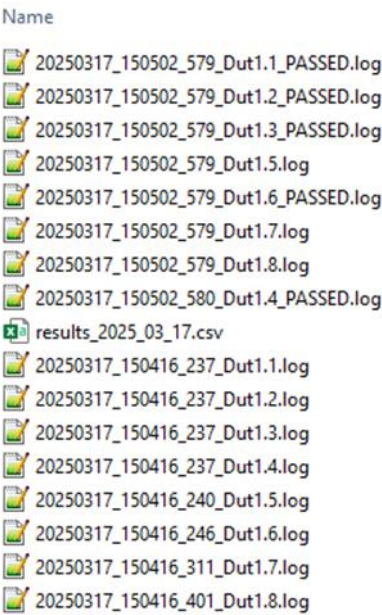 Name
20250317_150502_579_Dut1.1_PASSED.log
20250317_150502_579_Dut1.2_PASSED.log
20250317_150502_579_Dut1.3_PASSED.log
20250317_150502_579_Dut1.5.log
20250317_150502_579_Dut1.6_PASSED.log
20250317_150502_579_Dut1.7.log
20250317_150502_579_Dut1.8.log
20250317_150502_580_Dut1.4_PASSED.log
results_2025_03_17.csv
20250317_150416_237_Dut1.1.log
20250317_150416_237_Dut1.2.log
20250317_150416_237_Dut1.3.log
20250317_150416_237_Dut1.4.log
20250317_150416_240_Dut1.5.log
20250317_150416_246_Dut1.6.log
20250317_150416_311_Dut1.7.log
20250317_150416_401_Dut1.8.log